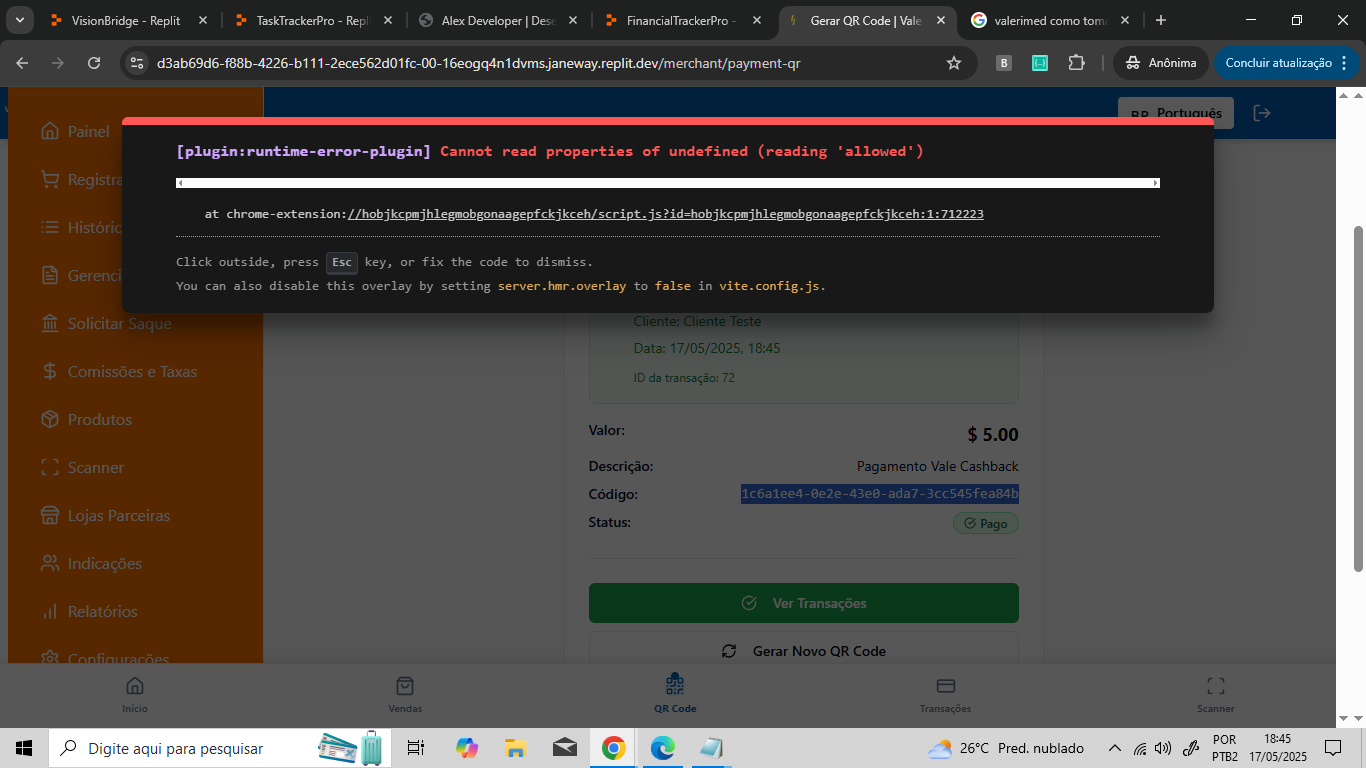 VisionBridge - Replit
TaskTrackerPro - Repli
Alex Developer | Dese
FinancialTrackerPro -
Gerar QR Code | Vale
valerimed como toma
d3ab69d6-f88b-4226-b111-2ece562d01fc-00-16eogq4n1dvms.janeway.replit.dev/merchant/payment-qr
Anônima
Concluir atualização
BR Português
Painel
Registra
Históric
Gerenci
Solicitar Saque
Comissões e Taxas
Produtos
Scanner
Lojas Parceiras
Indicações
Relatórios
Configurações
[plugin:runtime-error-plugin] Cannot read properties of undefined (reading 'allowed')
at chrome-extension://hobjkcpmjhlegmobgonaagepfckjkceh/script.js?id=hobjkcpmjhlegmobgonaagepfckjkceh:1:712223
Click outside, press Esc key, or fix the code to dismiss.
You can also disable this overlay by setting server.hmr.overlay to false in vite.config.js.
Cliente: Cliente Teste
Data: 17/05/2025, 18:45
ID da transação: 72
Valor: $ 5.00
Descrição: Pagamento Vale Cashback
Código: 1c6a1ee4-0e2e-43e0-ada7-3cc545fea84b
Status: Pago
Ver Transações
Gerar Novo QR Code
Início
Vendas
QR Code
Transações
Scanner
Digite aqui para pesquisar
26°C Pred. nublado
POR
PTB2
18:45
17/05/2025